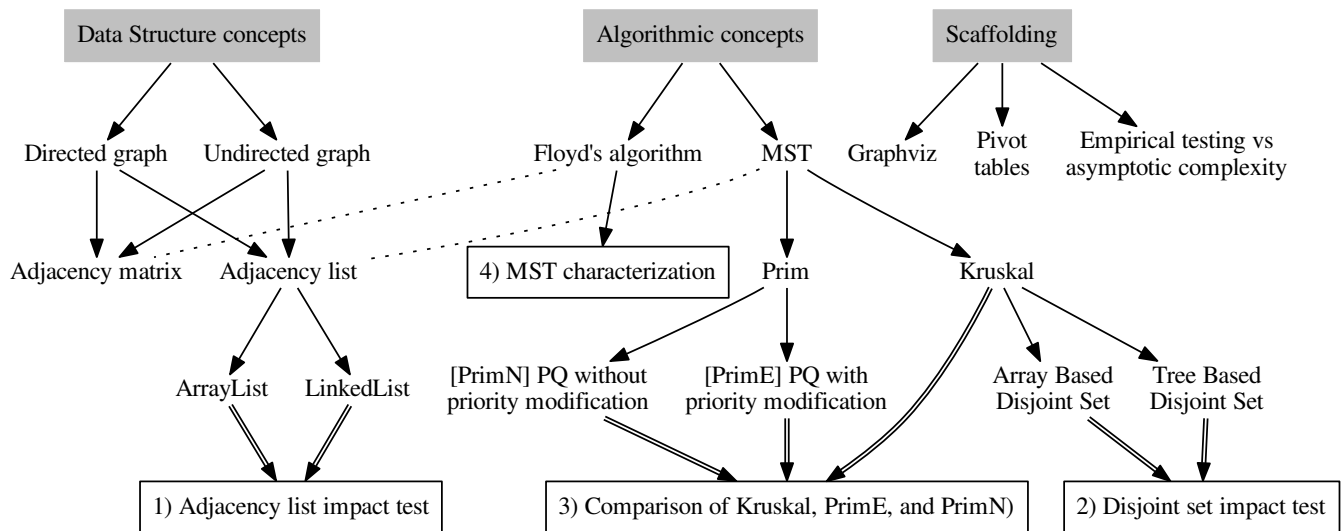 Data Structure concepts
Algorithmic concepts
Scaffolding
Directed graph
Undirected graph
Floyd's algorithm
MST
Graphviz
Pivot
tables
Empirical testing vs
asymptotic complexity
Adjacency matrix
Adjacency list
4) MST characterization
Prim
Kruskal
ArrayList
LinkedList
[PrimN] PQ without
priority modification
[PrimE] PQ with
priority modification
Array Based
Disjoint Set
Tree Based
Disjoint Set
1) Adjacency list impact test
3) Comparison of Kruskal, PrimE, and PrimN)
2) Disjoint set impact test